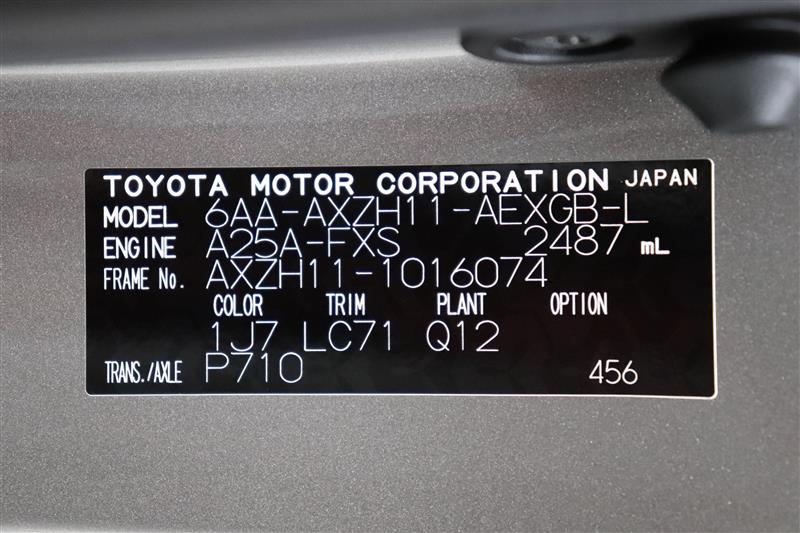 TOYOTA MOTOR CORPORATION JAPAN
MODEL 6AA-AXZH11-AEXGB-L
ENGINE A25A-FXS 2487 mL
FRAME No. AXZH11-1016074
COLOR TRIM PLANT OPTION
1J7 LC71 Q12
TRANS./AXLE P710 456